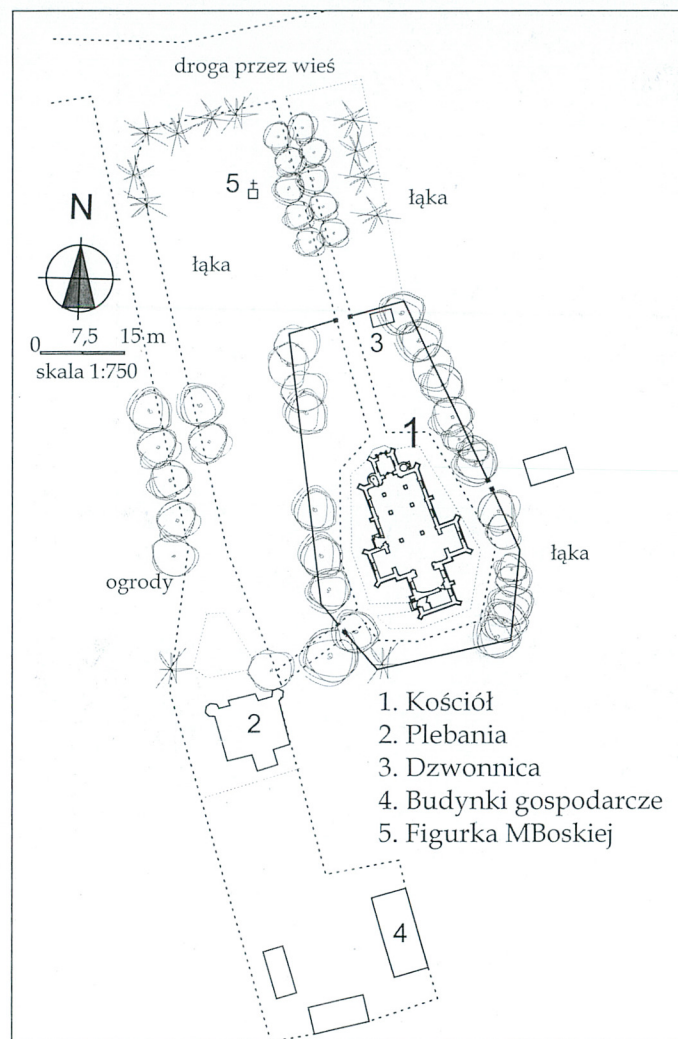 droga przez wieś
5
łąka
N
łąka
0 7,5 15 m
skala 1:750
3
1
łąka
ogrody
2
1. Kościół
2. Plebania
3. Dzwonnica
4. Budynki gospodarcze
5. Figurka MBoskiej
4